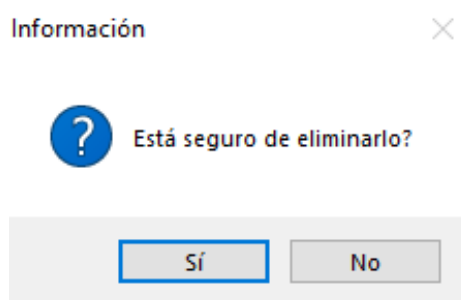 Información
Está seguro de eliminarlo?
Sí
No